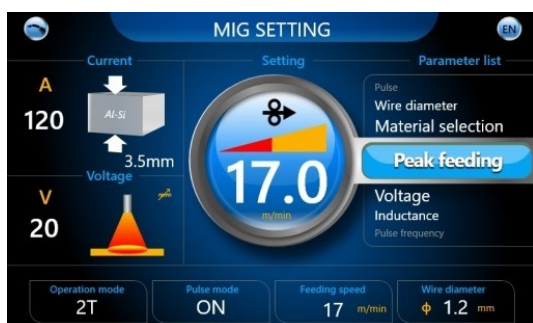 MIG SETTING
EN
Current
A
120
Al-Si
3.5mm
Voltage
V
20
Setting
17.0
m/min
Parameter list
Pulse
Wire diameter
Material selection
Peak feeding
Voltage
Inductance
Pulse frequency
Operation mode
2T
Pulse mode
ON
Feeding speed
17 m/min
Wire diameter
ϕ 1.2 mm